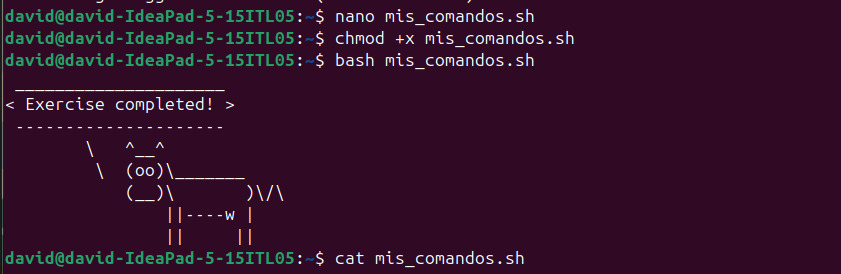 david@david-IdeaPad-5-15ITL05:~$ nano mis_comandos.sh
david@david-IdeaPad-5-15ITL05:~$ chmod +x mis_comandos.sh
david@david-IdeaPad-5-15ITL05:~$ bash mis_comandos.sh
 _____________________
< Exercise completed! >
 ---------------------
        \   ^__^
         \  (oo)\_______
            (__)\       )\/\
                ||----w |
                ||     ||
david@david-IdeaPad-5-15ITL05:~$ cat mis_comandos.sh